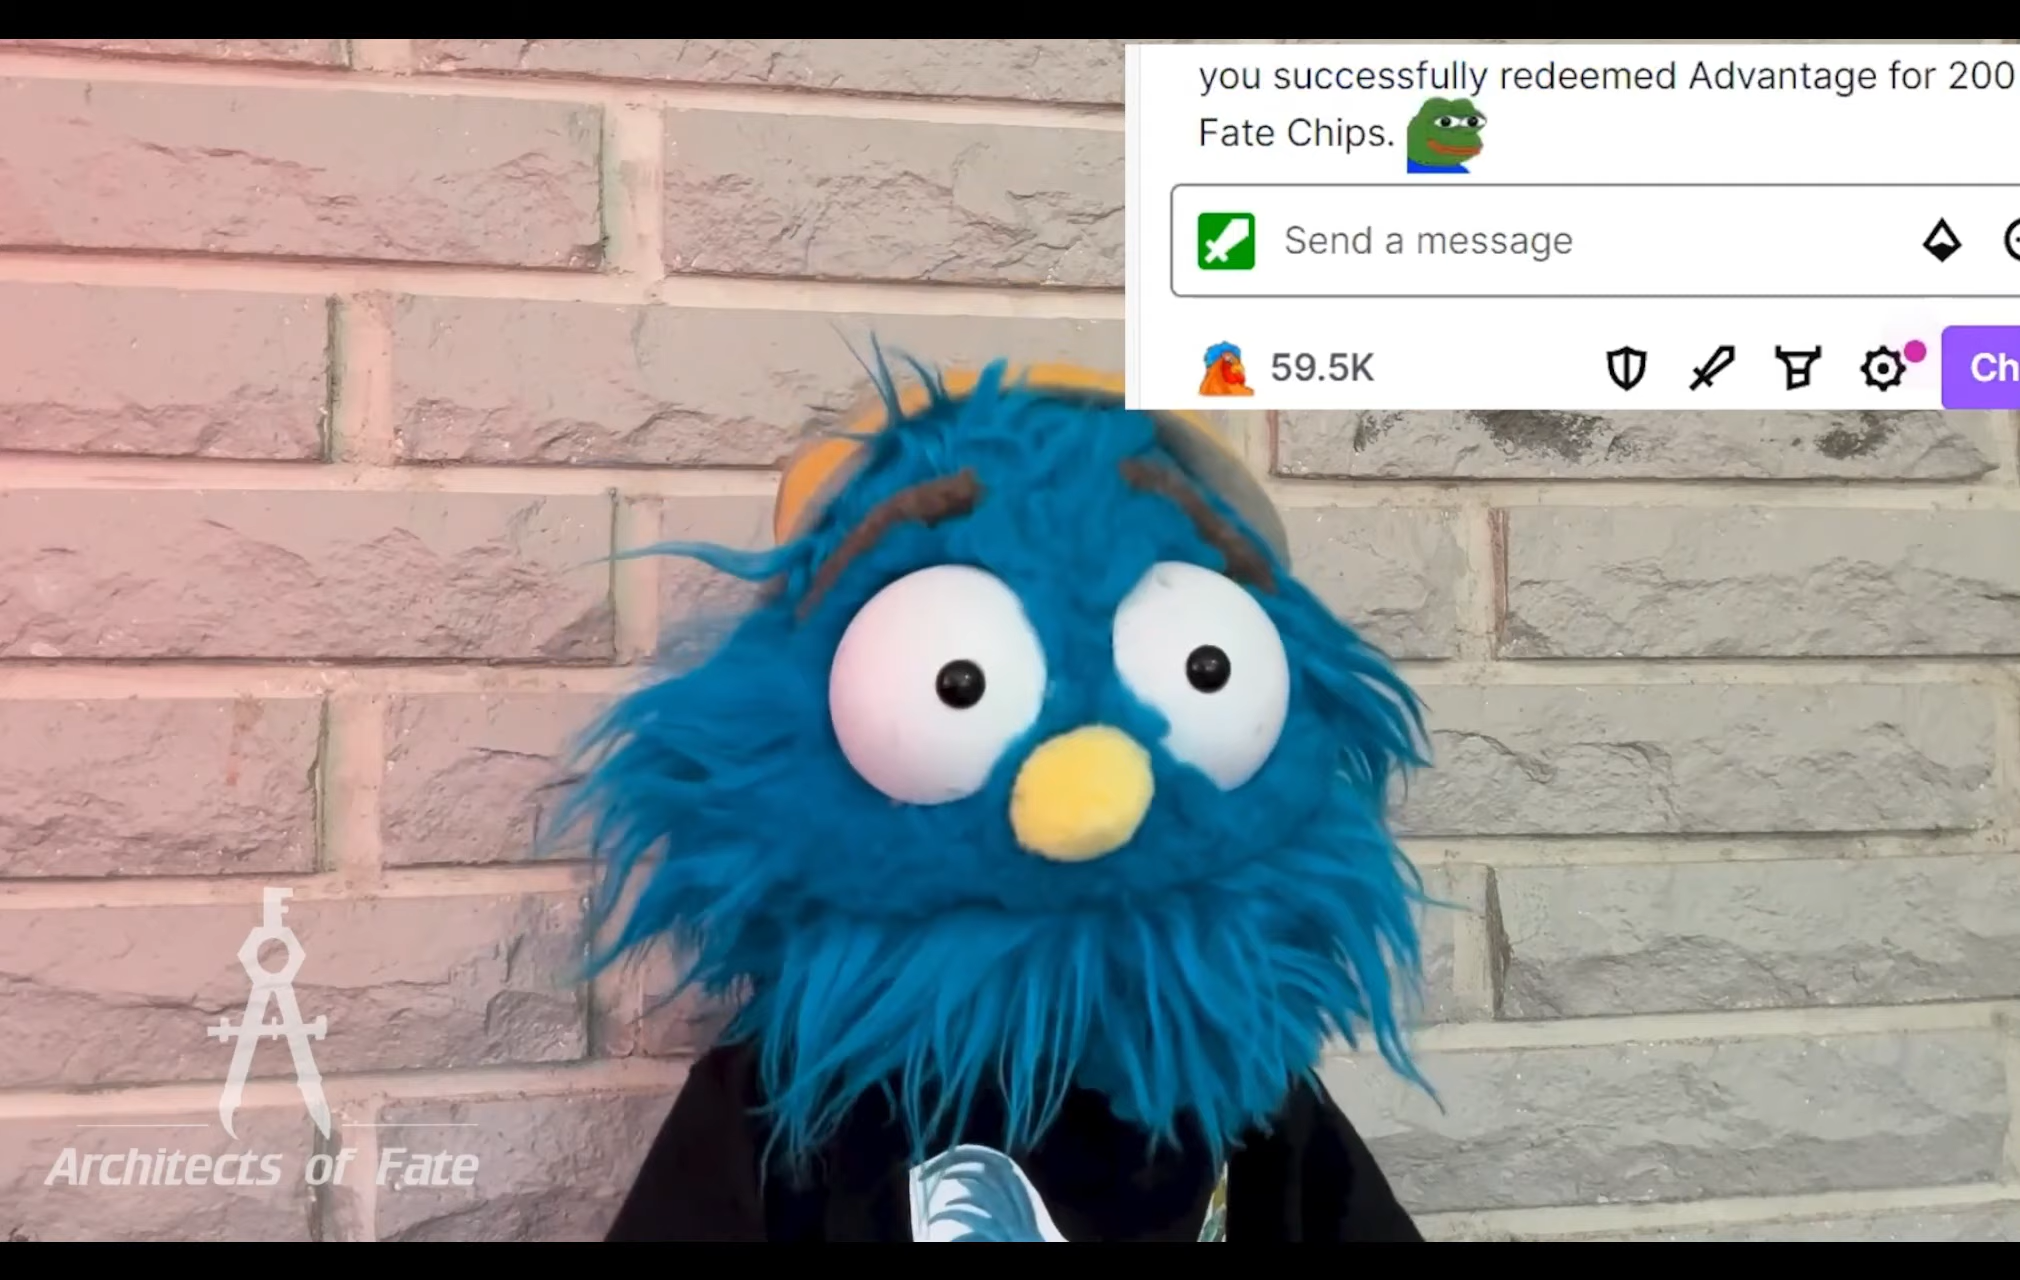 you successfully redeemed Advantage for 200
Fate Chips.
Send a message
59.5K
Ch
Architects of Fate